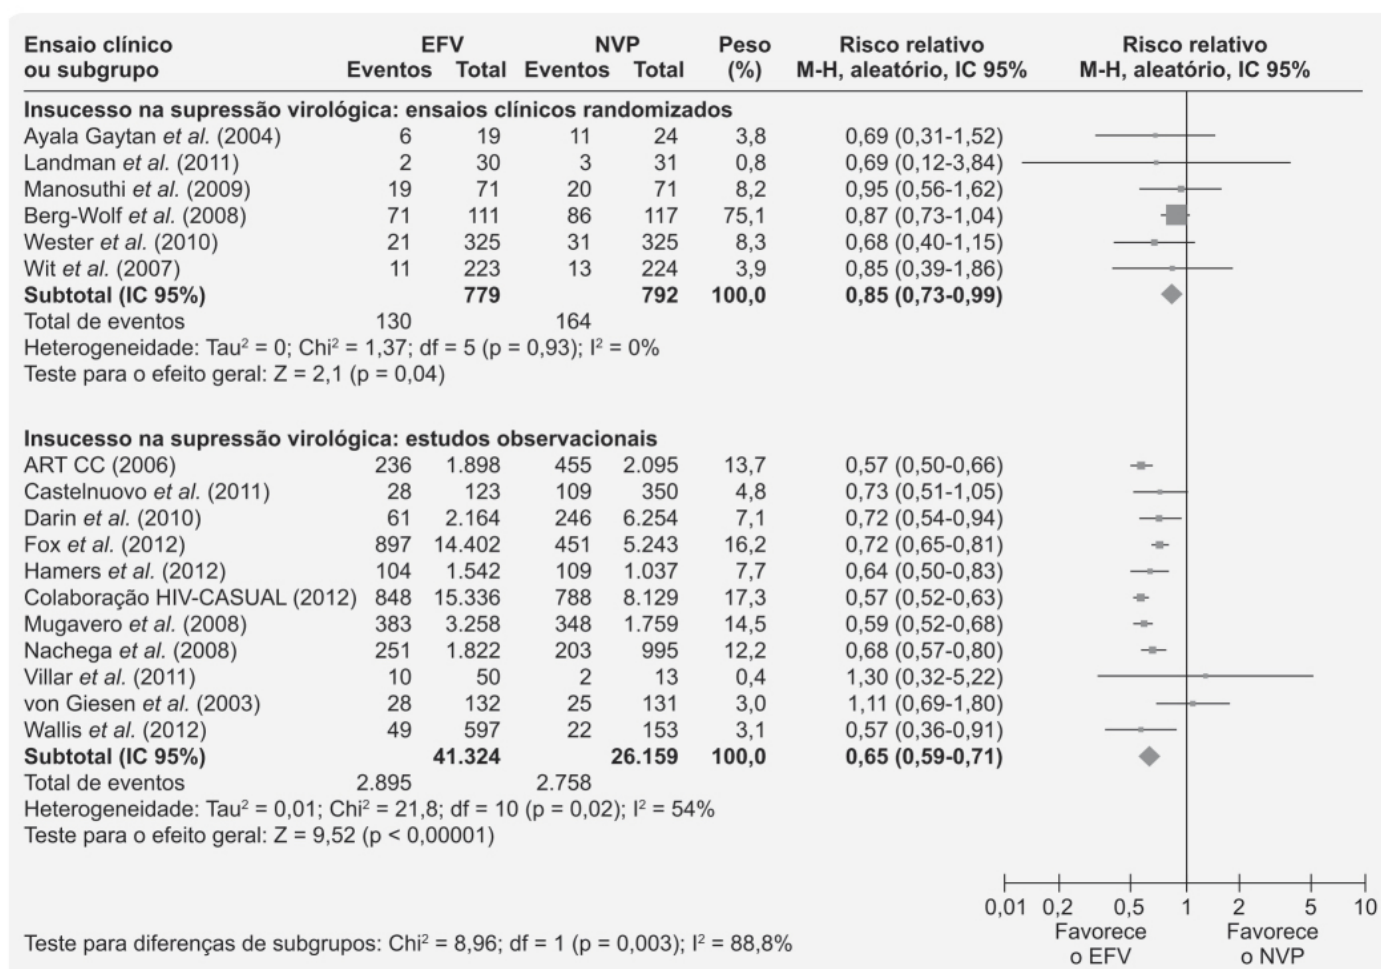 Ensaio clínico EFV NVP Peso Risco relativo Risco relativo
ou subgrupo Eventos Total Eventos Total (%) M-H, aleatório, IC 95% M-H, aleatório, IC 95%
Insucesso na supressão virológica: ensaios clínicos randomizados
Ayala Gaytan et al. (2004) 6 19 11 24 3,8 0,69 (0,31-1,52)
Landman et al. (2011) 2 30 3 31 0,8 0,69 (0,12-3,84)
Manosuthi et al. (2009) 19 71 20 71 8,2 0,95 (0,56-1,62)
Berg-Wolf et al. (2008) 71 111 86 117 75,1 0,87 (0,73-1,04)
Wester et al. (2010) 21 325 31 325 8,3 0,68 (0,40-1,15)
Wit et al. (2007) 11 223 13 224 3,9 0,85 (0,39-1,86)
Subtotal (IC 95%) 779 792 100,0 0,85 (0,73-0,99)
Total de eventos 130 164
Heterogeneidade: Tau² = 0; Chi² = 1,37; df = 5 (p = 0,93); I² = 0%
Teste para o efeito geral: Z = 2,1 (p = 0,04)
Insucesso na supressão virológica: estudos observacionais
ART CC (2006) 236 1.898 455 2.095 13,7 0,57 (0,50-0,66)
Castelnuovo et al. (2011) 28 123 109 350 4,8 0,73 (0,51-1,05)
Darin et al. (2010) 61 2.164 246 6.254 7,1 0,72 (0,54-0,94)
Fox et al. (2012) 897 14.402 451 5.243 16,2 0,72 (0,65-0,81)
Hamers et al. (2012) 104 1.542 109 1.037 7,7 0,64 (0,50-0,83)
Colaboração HIV-CASUAL (2012) 848 15.336 788 8.129 17,3 0,57 (0,52-0,63)
Mugavero et al. (2008) 383 3.258 348 1.759 14,5 0,59 (0,52-0,68)
Nachega et al. (2008) 251 1.822 203 995 12,2 0,68 (0,57-0,80)
Villar et al. (2011) 10 50 2 13 0,4 1,30 (0,32-5,22)
von Giesen et al. (2003) 28 132 25 131 3,0 1,11 (0,69-1,80)
Wallis et al. (2012) 49 597 22 153 3,1 0,57 (0,36-0,91)
Subtotal (IC 95%) 41.324 26.159 100,0 0,65 (0,59-0,71)
Total de eventos 2.895 2.758
Heterogeneidade: Tau² = 0,01; Chi² = 21,8; df = 10 (p = 0,02); I² = 54%
Teste para o efeito geral: Z = 9,52 (p < 0,00001)
0,01 0,2 0,5 1 2 5 10
Favorece Favorece
o EFV o NVP
Teste para diferenças de subgrupos: Chi² = 8,96; df = 1 (p = 0,003); I² = 88,8%